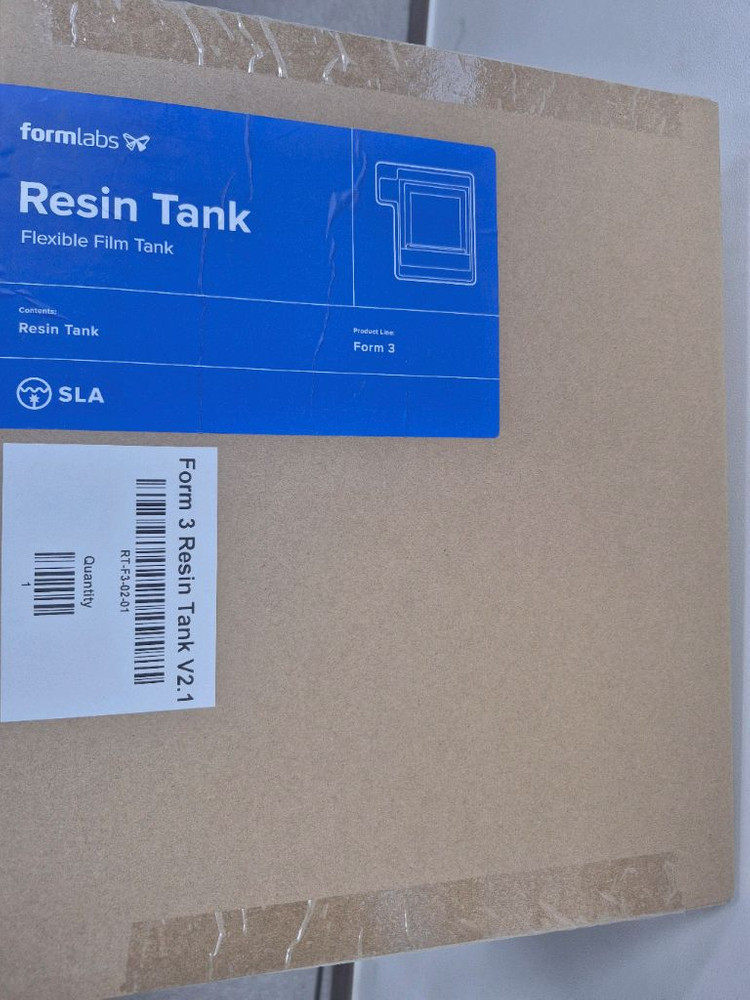 formlabs
Resin Tank
Flexible Film Tank
Contents:
Resin Tank
Product Line:
Form 3
SLA
Form 3 Resin Tank V2.1
RT-F3-02-01
Quantity
1